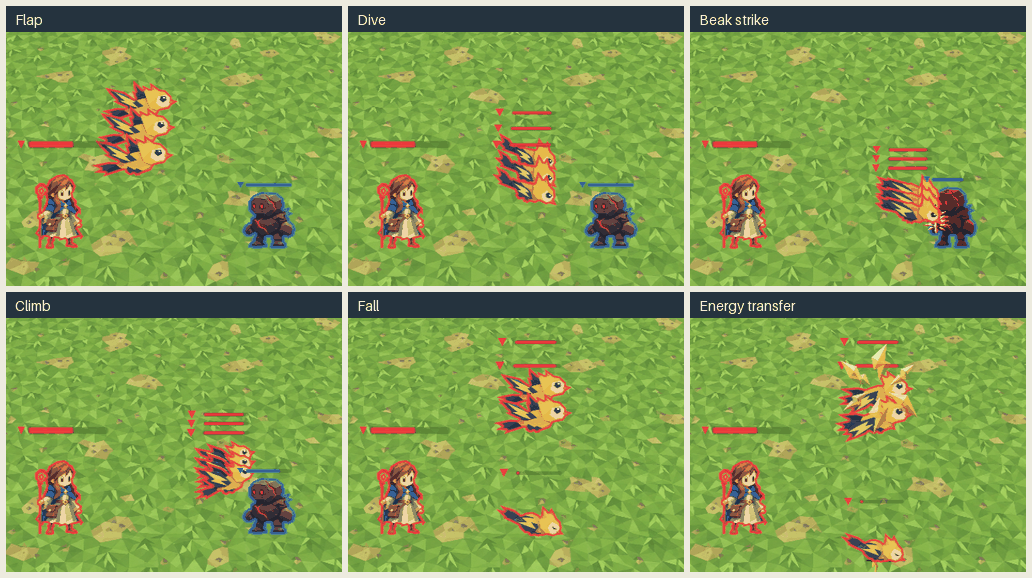 Flap
Dive
Beak strike
Climb
Fall
Energy transfer